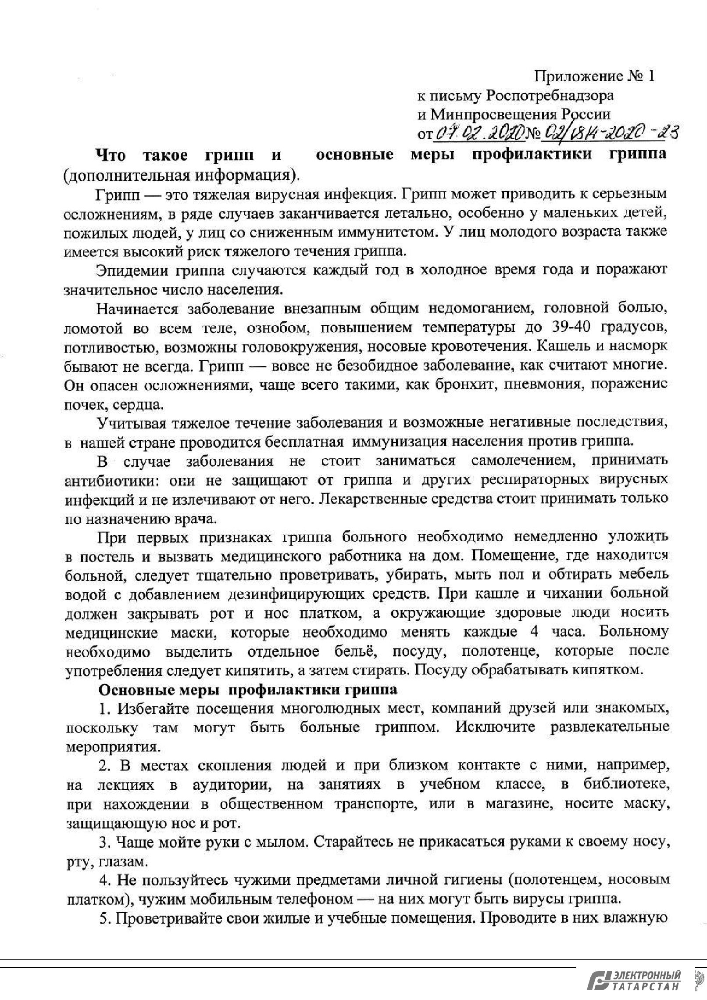 Приложение № 1
к письму Роспотребнадзора
и Минпросвещения России
от 07.02.2020 № 02/1814-2020-23
Что такое грипп и основные меры профилактики гриппа
(дополнительная информация).
Грипп — это тяжелая вирусная инфекция. Грипп может приводить к серьезным
осложнениям, в ряде случаев заканчивается летально, особенно у маленьких детей,
пожилых людей, у лиц со сниженным иммунитетом. У лиц молодого возраста также
имеется высокий риск тяжелого течения гриппа.
Эпидемии гриппа случаются каждый год в холодное время года и поражают
значительное число населения.
Начинается заболевание внезапным общим недомоганием, головной болью,
ломотой во всем теле, ознобом, повышением температуры до 39-40 градусов,
потливостью, возможны головокружения, носовые кровотечения. Кашель и насморк
бывают не всегда. Грипп — вовсе не безобидное заболевание, как считают многие.
Он опасен осложнениями, чаще всего такими, как бронхит, пневмония, поражение
почек, сердца.
Учитывая тяжелое течение заболевания и возможные негативные последствия,
в нашей стране проводится бесплатная иммунизация населения против гриппа.
В случае заболевания не стоит заниматься самолечением, принимать
антибиотики: они не защищают от гриппа и других респираторных вирусных
инфекций и не излечивают от него. Лекарственные средства стоит принимать только
по назначению врача.
При первых признаках гриппа больного необходимо немедленно уложить
в постель и вызвать медицинского работника на дом. Помещение, где находится
больной, следует тщательно проветривать, убирать, мыть пол и обтирать мебель
водой с добавлением дезинфицирующих средств. При кашле и чихании больной
должен закрывать рот и нос платком, а окружающие здоровые люди носить
медицинские маски, которые необходимо менять каждые 4 часа. Больному
необходимо выделить отдельное бельё, посуду, полотенце, которые после
употребления следует кипятить, а затем стирать. Посуду обрабатывать кипятком.
Основные меры профилактики гриппа
1. Избегайте посещения многолюдных мест, компаний друзей или знакомых,
поскольку там могут быть больные гриппом. Исключите развлекательные
мероприятия.
2. В местах скопления людей и при близком контакте с ними, например,
на лекциях в аудитории, на занятиях в учебном классе, в библиотеке,
при нахождении в общественном транспорте, или в магазине, носите маску,
защищающую нос и рот.
3. Чаще мойте руки с мылом. Старайтесь не прикасаться руками к своему носу,
рту, глазам.
4. Не пользуйтесь чужими предметами личной гигиены (полотенцем, носовым
платком), чужим мобильным телефоном — на них могут быть вирусы гриппа.
5. Проветривайте свои жилые и учебные помещения. Проводите в них влажную
ЭЛЕКТРОННЫЙ
ТАТАРСТАН